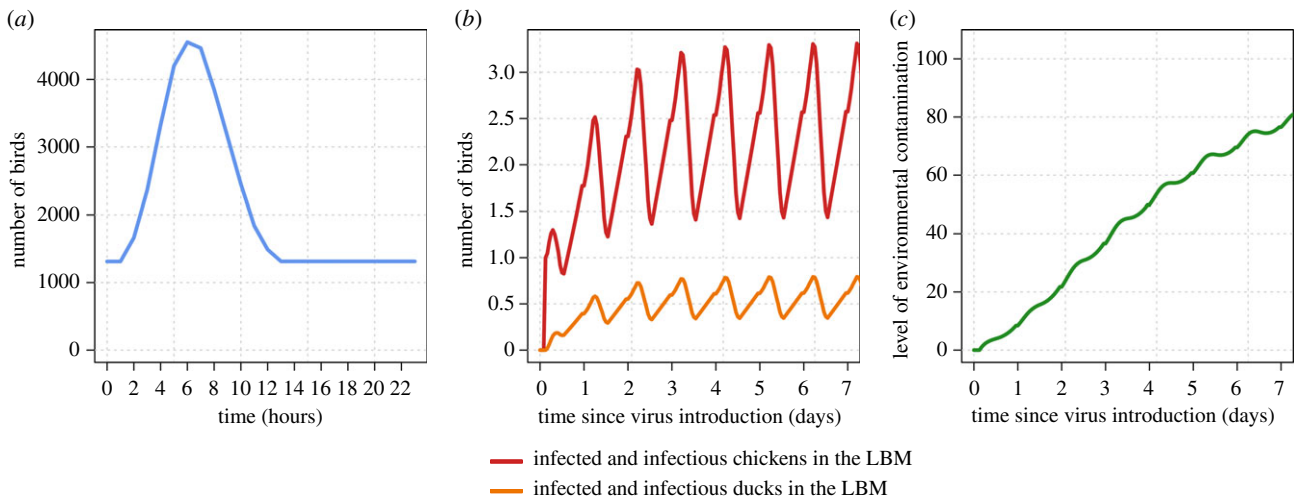 (a)
number of birds
4000
3000
2000
1000
0
0 2 4 6 8 10 12 14 16 18 20 22
time (hours)
(b)
number of birds
3.0
2.5
2.0
1.5
1.0
0.5
0
0 1 2 3 4 5 6 7
time since virus introduction (days)
(c)
level of environmental contamination
100
80
60
40
20
0
0 1 2 3 4 5 6 7
time since virus introduction (days)
infected and infectious chickens in the LBM
infected and infectious ducks in the LBM